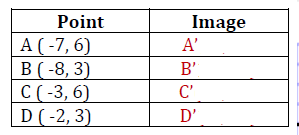 Point Image
A ( -7, 6) A’
B ( -8, 3) B’
C ( -3, 6) C’
D ( -2, 3) D’